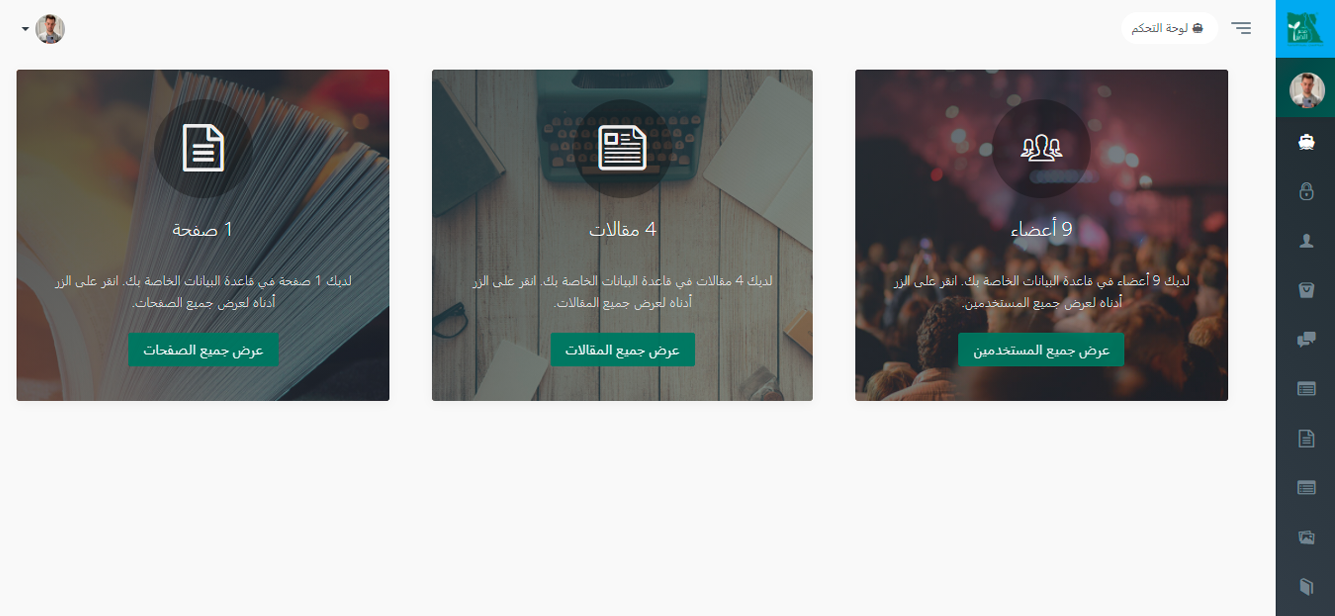 لوحة التحكم
9 أعضاء
لديك 9 أعضاء في قاعدة البيانات الخاصة بك. انقر على الزر
أدناه لعرض جميع المستخدمين.
عرض جميع المستخدمين
4 مقالات
لديك 4 مقالات في قاعدة البيانات الخاصة بك. انقر على الزر
أدناه لعرض جميع المقالات.
عرض جميع المقالات
1 صفحة
لديك 1 صفحة في قاعدة البيانات الخاصة بك. انقر على الزر
أدناه لعرض جميع الصفحات.
عرض جميع الصفحات